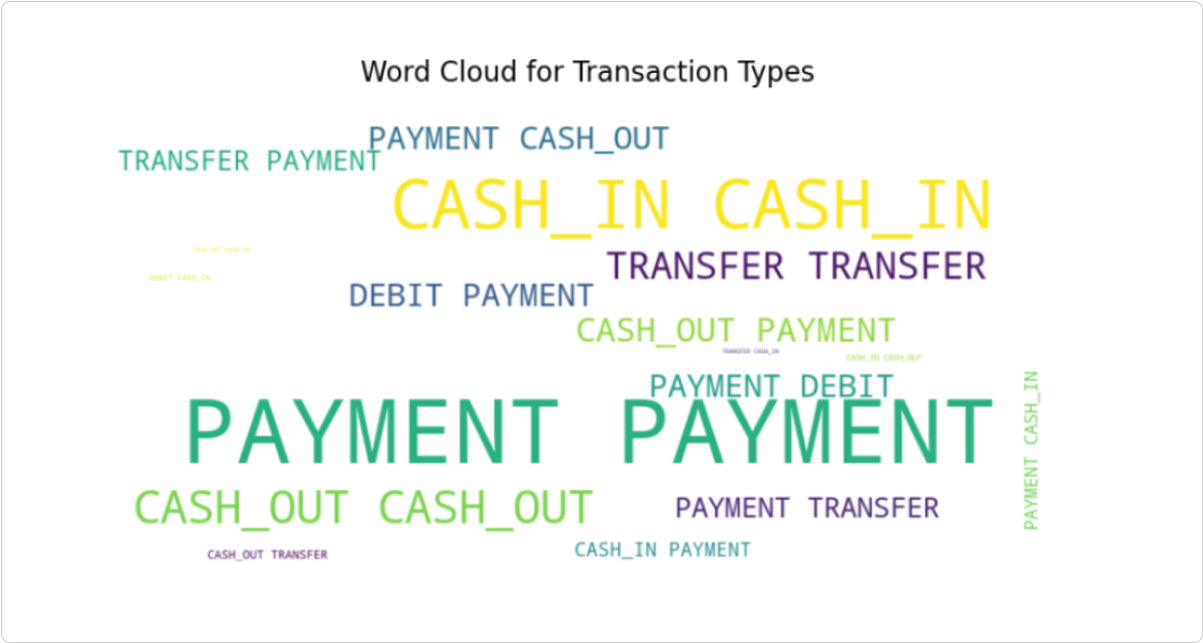 Word Cloud for Transaction Types
PAYMENT CASH_OUT
TRANSFER PAYMENT
CASH_IN CASH_IN
CASH_OUT CASH_IN
TRANSFER TRANSFER
DEBIT CASH_IN
DEBIT PAYMENT
CASH_OUT PAYMENT
TRANSFER CASH_IN
CASH_IN CASH_OUT
PAYMENT DEBIT
PAYMENT PAYMENT
PAYMENT CASH_IN
CASH_OUT CASH_OUT
PAYMENT TRANSFER
CASH_OUT TRANSFER
CASH_IN PAYMENT